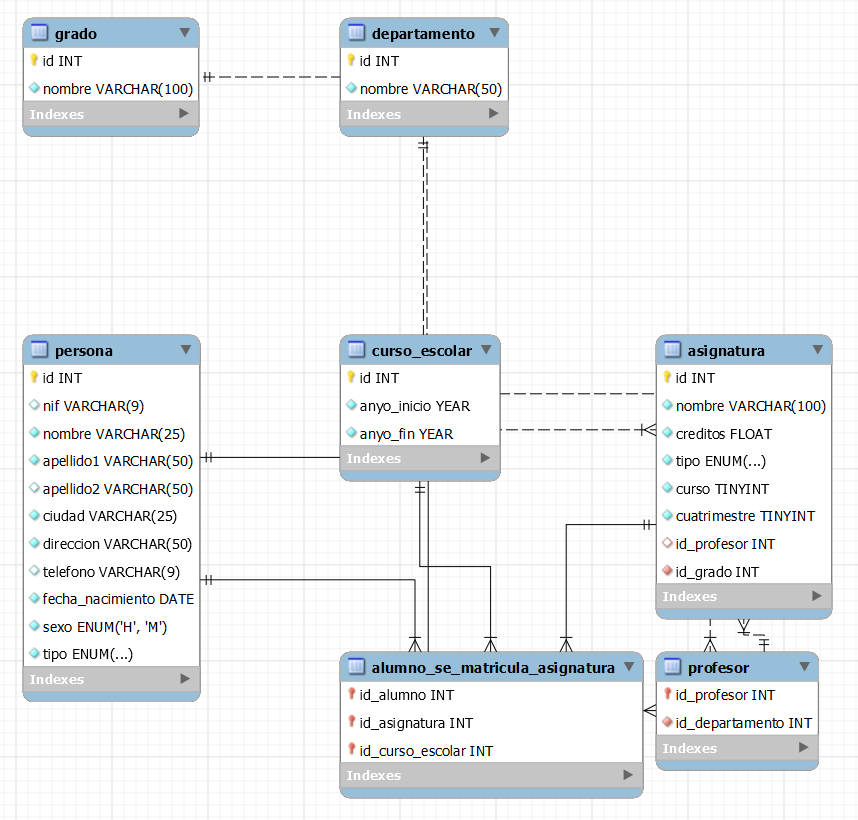 grado
id INT
nombre VARCHAR(100)
Indexes
departamento
id INT
nombre VARCHAR(50)
Indexes
persona
id INT
nif VARCHAR(9)
nombre VARCHAR(25)
apellido1 VARCHAR(50)
apellido2 VARCHAR(50)
ciudad VARCHAR(25)
direccion VARCHAR(50)
telefono VARCHAR(9)
fecha_nacimiento DATE
sexo ENUM('H', 'M')
tipo ENUM(...)
Indexes
curso_escolar
id INT
anyo_inicio YEAR
anyo_fin YEAR
Indexes
asignatura
id INT
nombre VARCHAR(100)
creditos FLOAT
tipo ENUM(...)
curso TINYINT
cuatrimestre TINYINT
id_profesor INT
id_grado INT
Indexes
alumno_se_matricula_asignatura
id_alumno INT
id_asignatura INT
id_curso_escolar INT
Indexes
profesor
id_profesor INT
id_departamento INT
Indexes